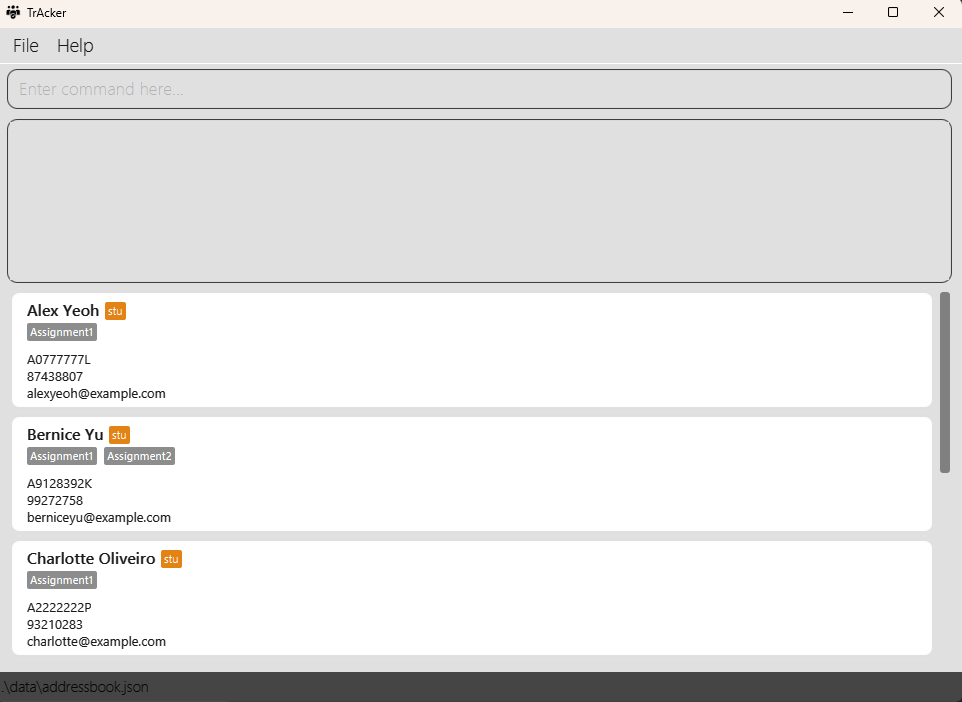 TrAcker
File Help
Enter command here...
Alex Yeoh stu
Assignment1
A0777777L
87438807
alexyeoh@example.com
Bernice Yu stu
Assignment1 Assignment2
A9128392K
99272758
berniceyu@example.com
Charlotte Oliveiro stu
Assignment1
A2222222P
93210283
charlotte@example.com
.\data\addressbook.json